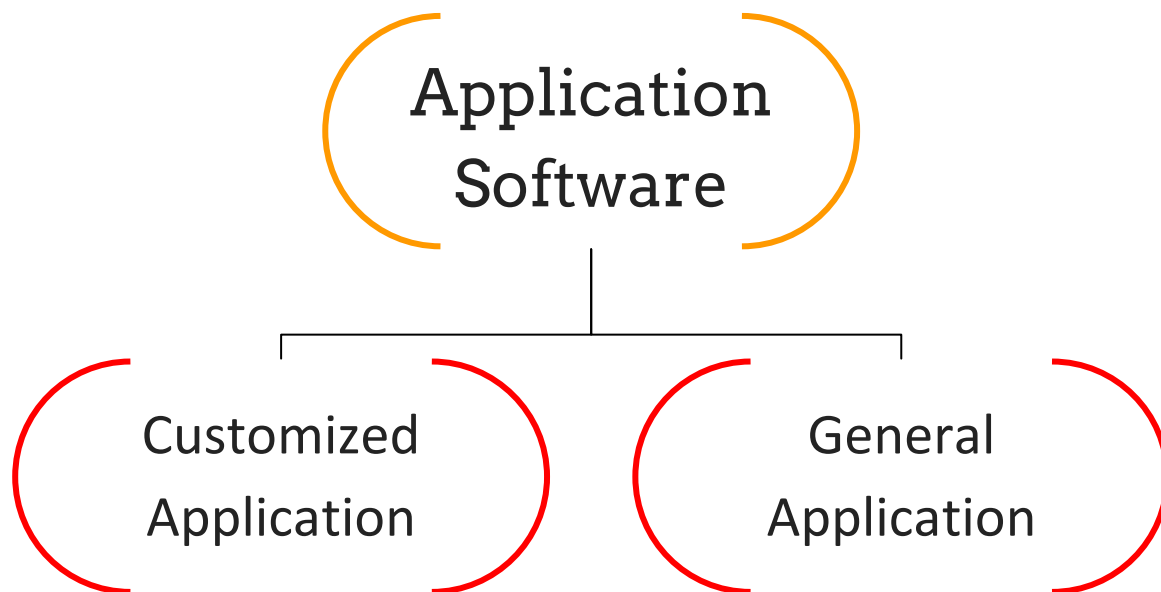 Application
Software
Customized
Application
General
Application